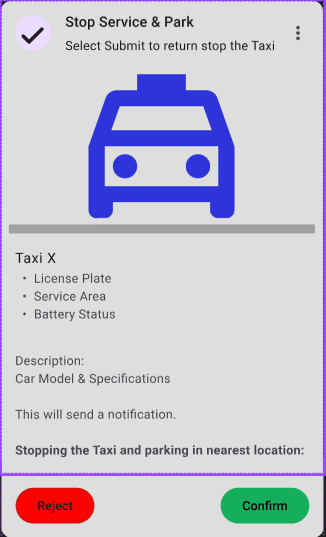 Stop Service & Park
Select Submit to return stop the Taxi
Taxi X
• License Plate
• Service Area
• Battery Status
Description:
Car Model & Specifications
This will send a notification.
Stopping the Taxi and parking in nearest location:
Reject
Confirm